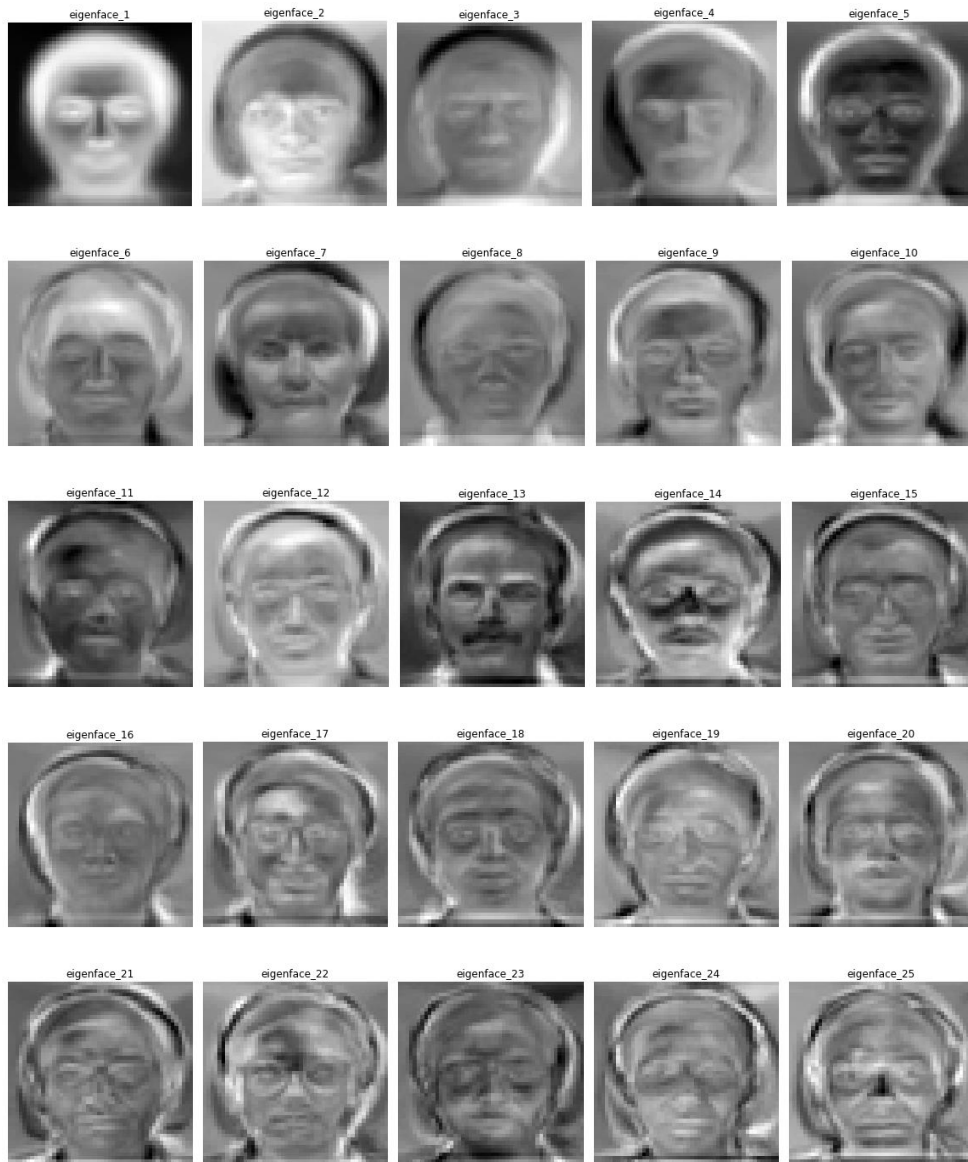 eigenface_1 eigenface_2 eigenface_3 eigenface_4 eigenface_5
eigenface_6 eigenface_7 eigenface_8 eigenface_9 eigenface_10
eigenface_11 eigenface_12 eigenface_13 eigenface_14 eigenface_15
eigenface_16 eigenface_17 eigenface_18 eigenface_19 eigenface_20
eigenface_21 eigenface_22 eigenface_23 eigenface_24 eigenface_25